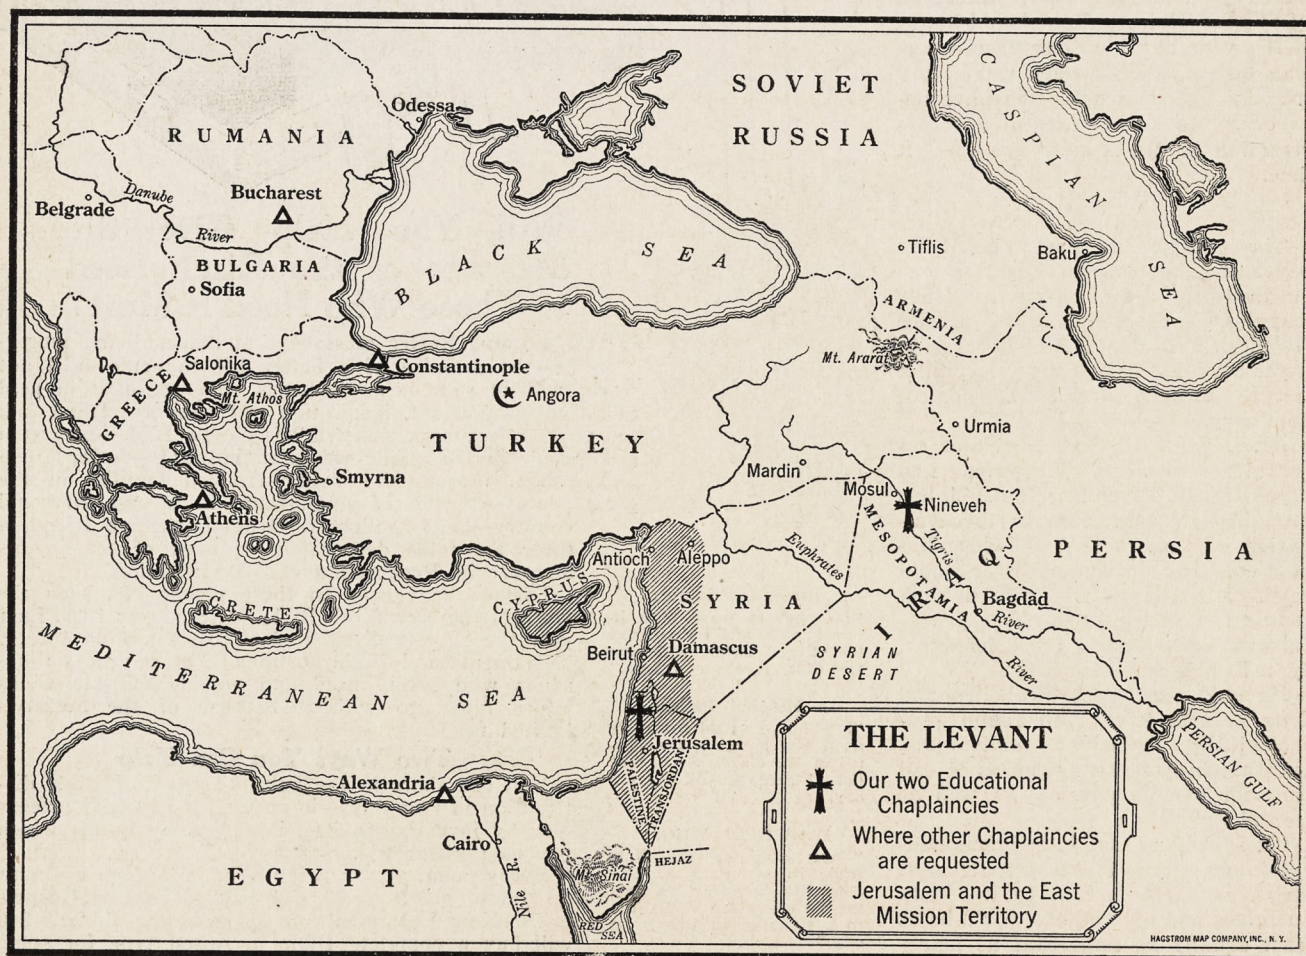 SOVIET
RUSSIA
CASPIAN SEA
Odessa
RUMANIA
Danube
Bucharest
Belgrade
River
BULGARIA
Sofia
BLACK SEA
Tiflis
Baku
ARMENIA
Mt. Ararat
Salonika
Constantinople
GREECE
Mt. Athos
Angora
TURKEY
Urmia
Smyrna
Mardin
Mosul
Nineveh
Athens
MESOPOTAMIA
Tigris
Euphrates
IRAQ
PERSIA
Antioch
Aleppo
CYPRUS
CRETE
SYRIA
Bagdad
River
MEDITERRANEAN SEA
Beirut
Damascus
SYRIAN
DESERT
River
Jerusalem
PALESTINE
TRANSJORDAN
PERSIAN GULF
Alexandria
Cairo
EGYPT
Nile R.
Mt. Sinai
HEJAZ
RED
SEA
THE LEVANT
Our two Educational
Chaplaincies
Where other Chaplaincies
are requested
Jerusalem and the East
Mission Territory
HAGSTROM MAP COMPANY, INC., N. Y.